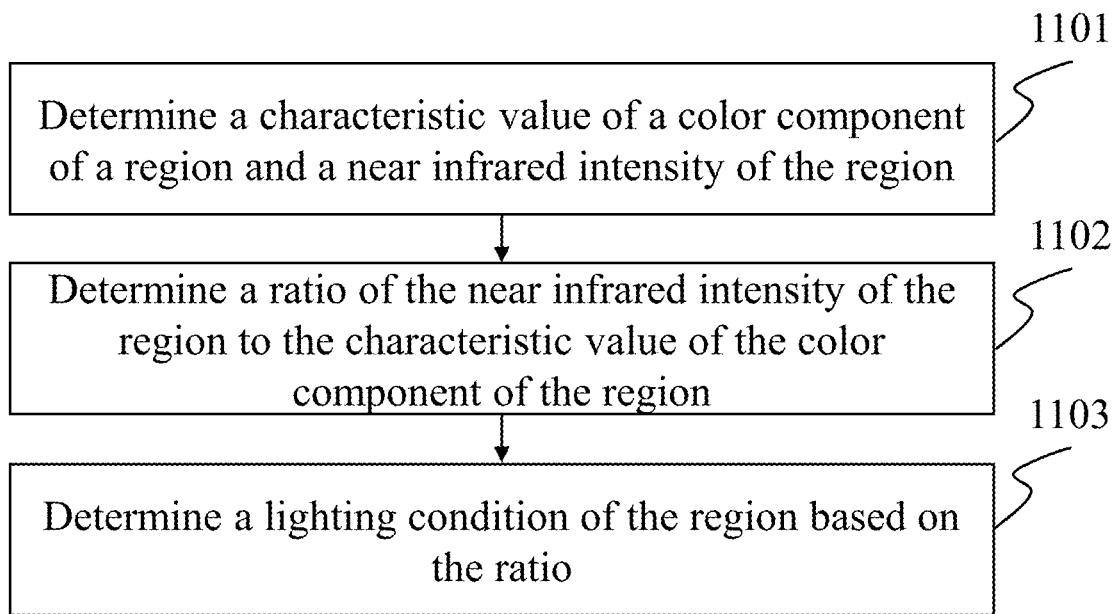 1101
Determine a characteristic value of a color component
of a region and a near infrared intensity of the region
1102
Determine a ratio of the near infrared intensity of the
region to the characteristic value of the color
component of the region
1103
Determine a lighting condition of the region based on
the ratio